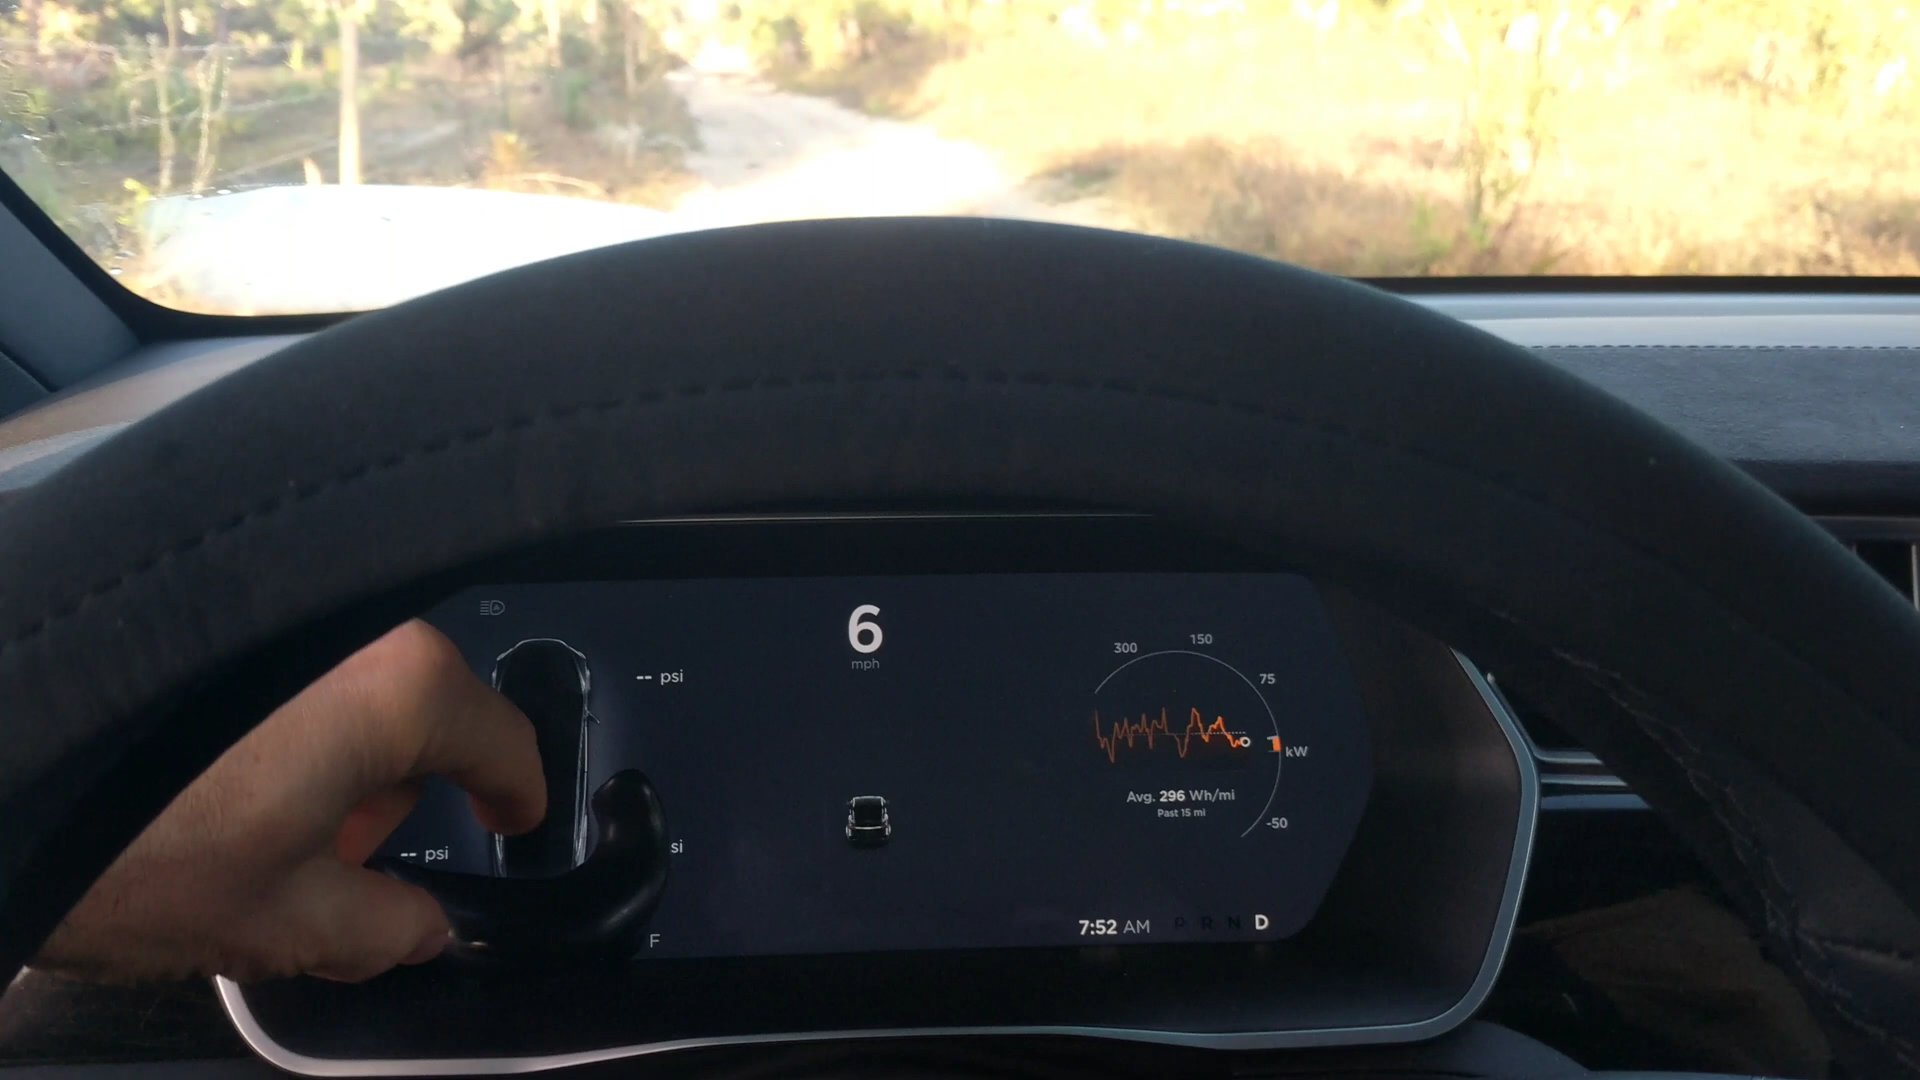 6
mph
300
150
75
-- psi
kW
Avg. 296 Wh/mi
Past 15 mi
-50
-- psi
si
7:52 AM P R N D
F